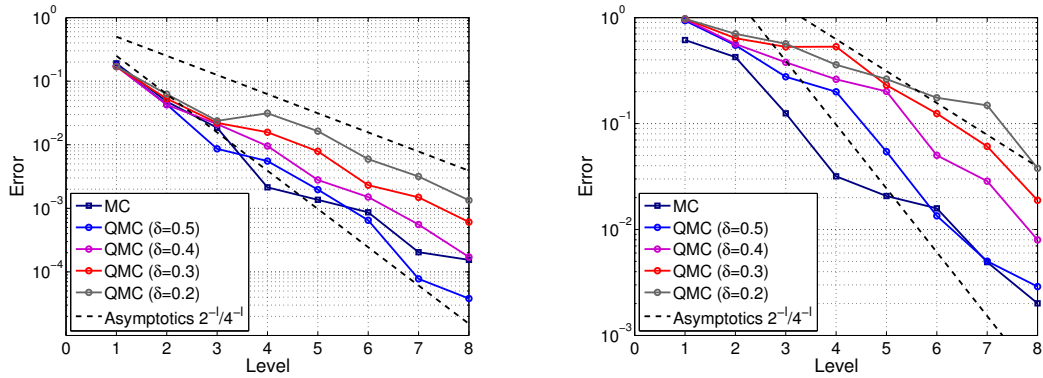 10^0
10^-1
10^-2
10^-3
10^-4
Error
MC
QMC (δ=0.5)
QMC (δ=0.4)
QMC (δ=0.3)
QMC (δ=0.2)
Asymptotics 2^-l/4^-l
0 1 2 3 4 5 6 7 8
Level
10^0
10^-1
10^-2
10^-3
Error
MC
QMC (δ=0.5)
QMC (δ=0.4)
QMC (δ=0.3)
QMC (δ=0.2)
Asymptotics 2^-l/4^-l
0 1 2 3 4 5 6 7 8
Level